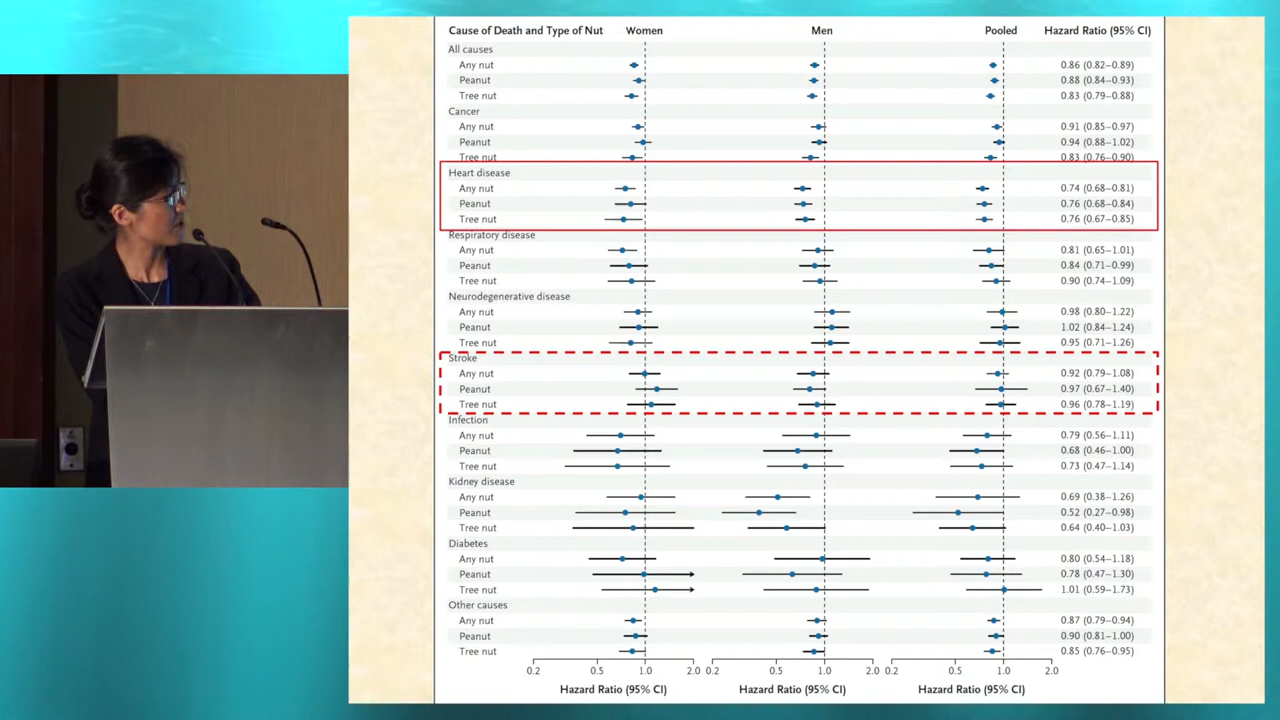 Cause of Death and Type of Nut Women Men Pooled Hazard Ratio (95% CI)
All causes
Any nut 0.86 (0.82–0.89)
Peanut 0.88 (0.84–0.93)
Tree nut 0.83 (0.79–0.88)
Cancer
Any nut 0.91 (0.85–0.97)
Peanut 0.94 (0.88–1.02)
Tree nut 0.83 (0.76–0.90)
Heart disease
Any nut 0.74 (0.68–0.81)
Peanut 0.76 (0.68–0.84)
Tree nut 0.76 (0.67–0.85)
Respiratory disease
Any nut 0.81 (0.65–1.01)
Peanut 0.84 (0.71–0.99)
Tree nut 0.90 (0.74–1.09)
Neurodegenerative disease
Any nut 0.98 (0.80–1.22)
Peanut 1.02 (0.84–1.24)
Tree nut 0.95 (0.71–1.26)
Stroke
Any nut 0.92 (0.79–1.08)
Peanut 0.97 (0.67–1.40)
Tree nut 0.96 (0.78–1.19)
Infection
Any nut 0.79 (0.56–1.11)
Peanut 0.68 (0.46–1.00)
Tree nut 0.73 (0.47–1.14)
Kidney disease
Any nut 0.69 (0.38–1.26)
Peanut 0.52 (0.27–0.98)
Tree nut 0.64 (0.40–1.03)
Diabetes
Any nut 0.80 (0.54–1.18)
Peanut 0.78 (0.47–1.30)
Tree nut 1.01 (0.59–1.73)
Other causes
Any nut 0.87 (0.79–0.94)
Peanut 0.90 (0.81–1.00)
Tree nut 0.85 (0.76–0.95)
0.2 0.5 1.0 2.0 0.2 0.5 1.0 2.0 0.2 0.5 1.0 2.0
Hazard Ratio (95% CI) Hazard Ratio (95% CI) Hazard Ratio (95% CI)